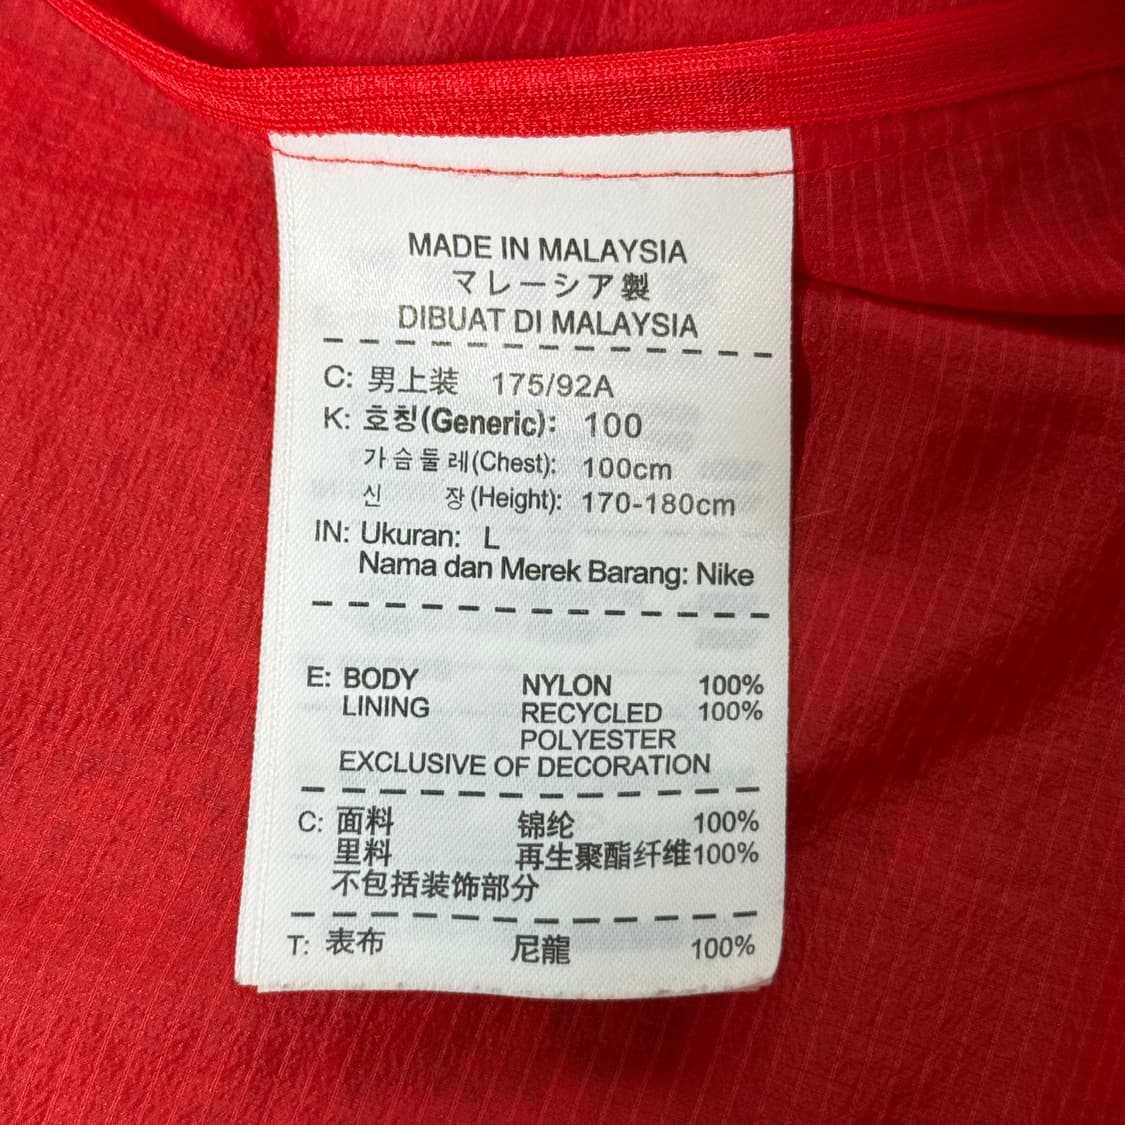 MADE IN MALAYSIA
マレーシア製
DIBUAT DI MALAYSIA
C: 男上装 175/92A
K: 호칭(Generic): 100
가슴둘레(Chest): 100cm
신 장(Height): 170-180cm
IN: Ukuran: L
Nama dan Merek Barang: Nike
E: BODY NYLON 100%
LINING RECYCLED 100%
POLYESTER
EXCLUSIVE OF DECORATION
C: 面料 锦纶 100%
里料 再生聚酯纤维100%
不包括装饰部分
T: 表布 尼龍 100%